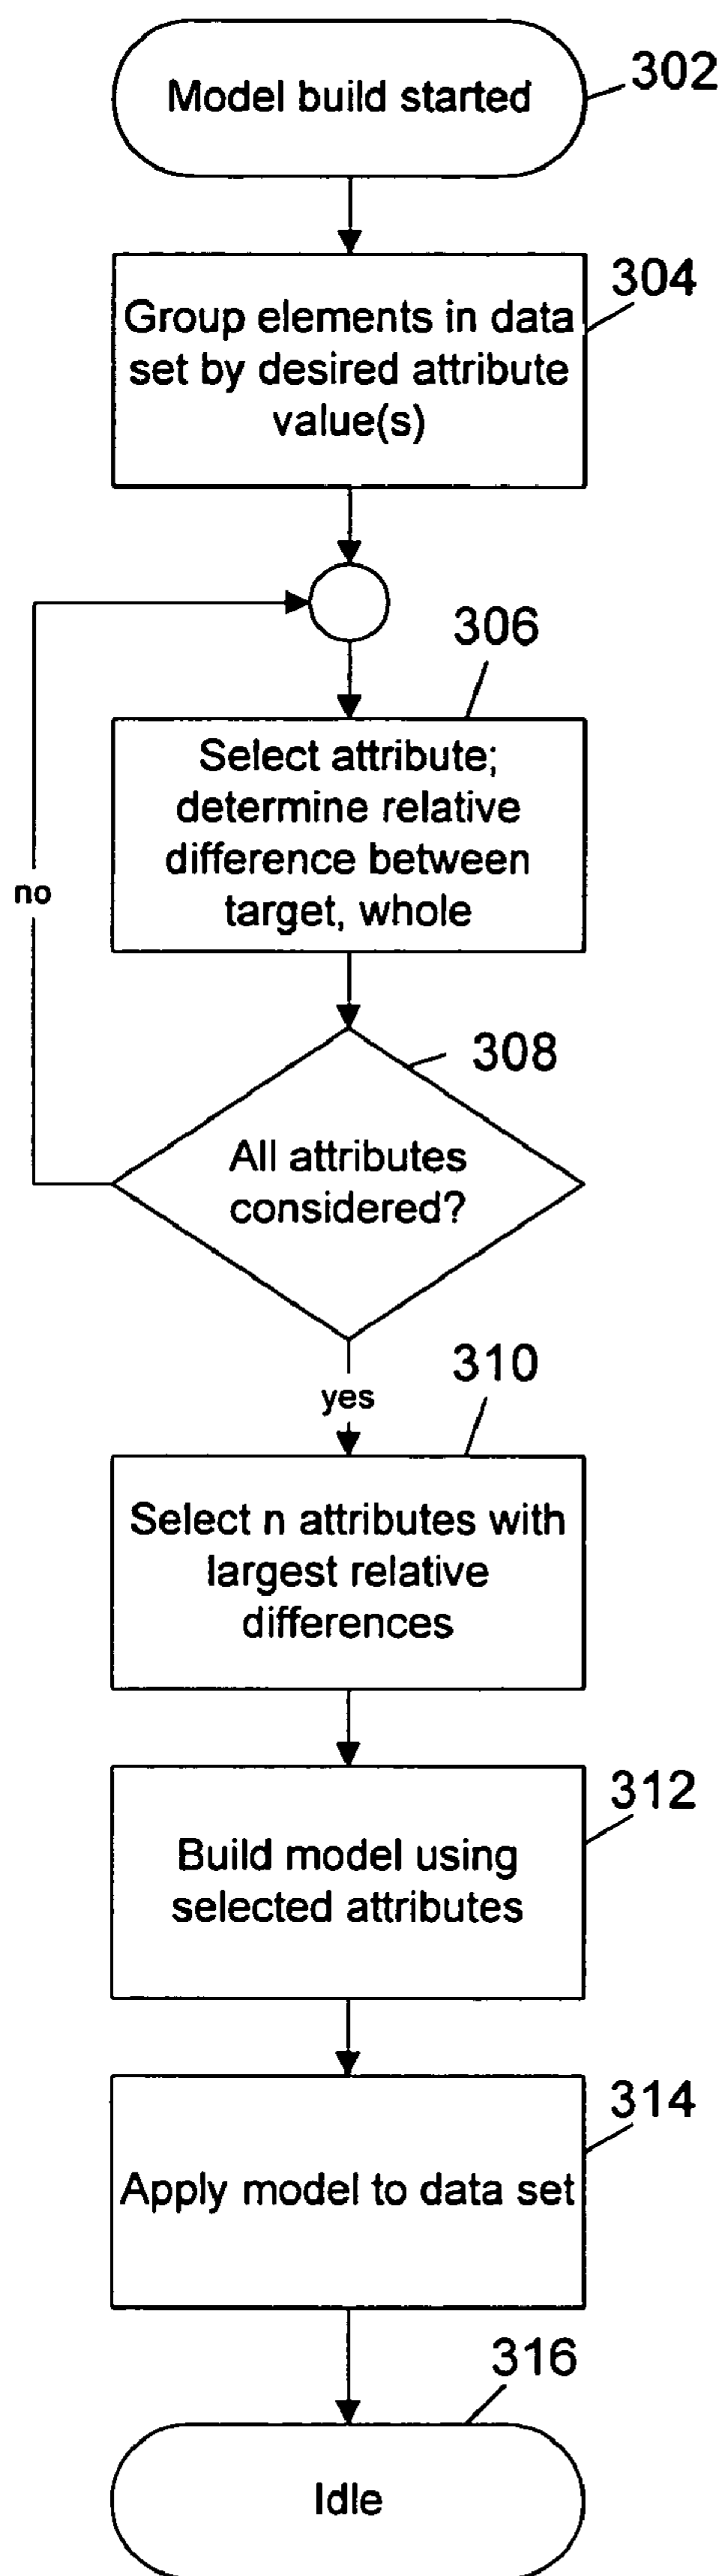 Model build started
302
304
Group elements in data
set by desired attribute
value(s)
306
Select attribute;
determine relative
difference between
target, whole
no
308
All attributes
considered?
yes
310
Select n attributes with
largest relative
differences
312
Build model using
selected attributes
314
Apply model to data set
316
Idle